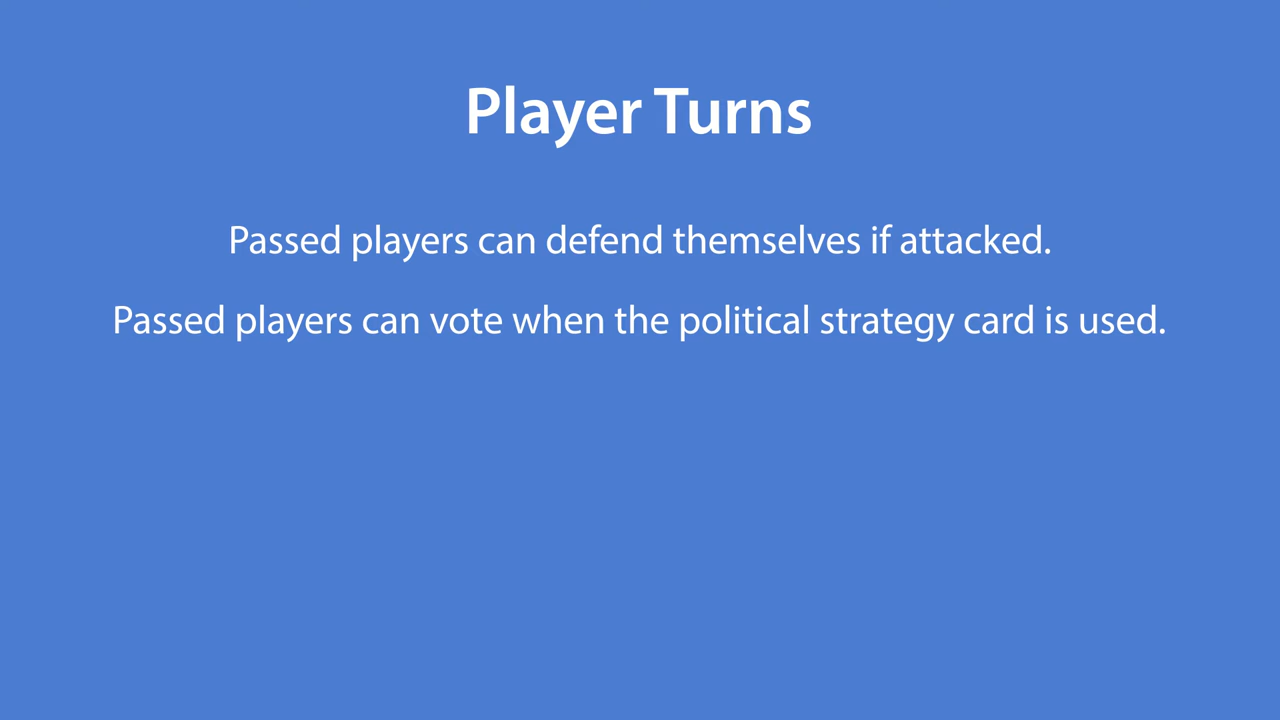 Player Turns
Passed players can defend themselves if attacked.
Passed players can vote when the political strategy card is used.